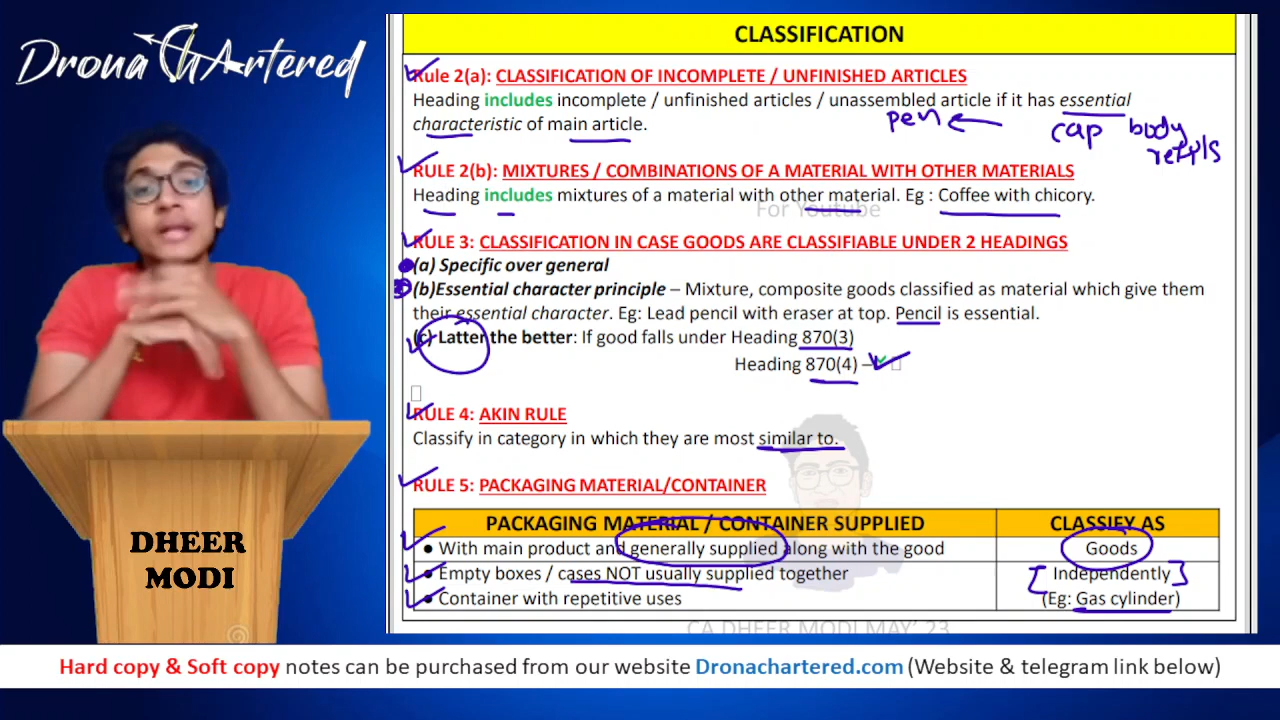 Drona CHArtered
CLASSIFICATION
Rule 2(a): CLASSIFICATION OF INCOMPLETE / UNFINISHED ARTICLES
Heading includes incomplete / unfinished articles / unassembled article if it has essential
characteristic of main article.
pen ← cap body
RULE 2(b): MIXTURES / COMBINATIONS OF A MATERIAL WITH OTHER MATERIALS
Heading includes mixtures of a material with other material. Eg : Coffee with chicory.
For Youtube
RULE 3: CLASSIFICATION IN CASE GOODS ARE CLASSIFIABLE UNDER 2 HEADINGS
(a) Specific over general
(b)Essential character principle – Mixture, composite goods classified as material which give them
their essential character. Eg: Lead pencil with eraser at top. Pencil is essential.
(c) Latter the better: If good falls under Heading 870(3)
Heading 870(4) –
RULE 4: AKIN RULE
Classify in category in which they are most similar to.
RULE 5: PACKAGING MATERIAL/CONTAINER
PACKAGING MATERIAL / CONTAINER SUPPLIED CLASSIFY AS
• With main product and generally supplied along with the good Goods
• Empty boxes / cases NOT usually supplied together Independently
• Container with repetitive uses (Eg: Gas cylinder)
CA DHEER MODI MAY' 23
DHEER
MODI
Hard copy & Soft copy notes can be purchased from our website Dronachartered.com (Website & telegram link below)